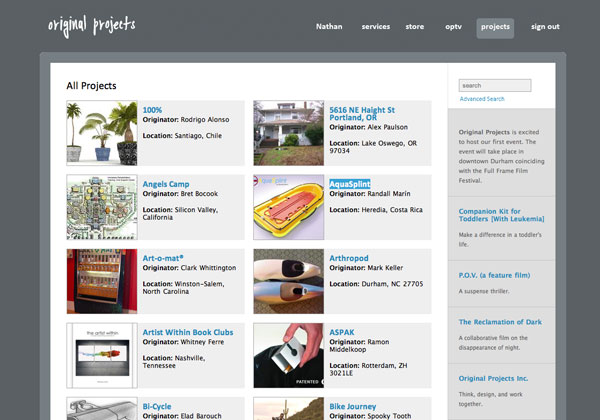 original projects
Nathan services store optv projects sign out
All Projects
100%
Originator: Rodrigo Alonso
Location: Santiago, Chile
5616 NE Haight St
Portland, OR
Originator: Alex Paulson
Location: Lake Oswego, OR
97034
Angels Camp
Originator: Bret Bocook
Location: Silicon Valley,
California
AquaSplint
Originator: Randall Marín
Location: Heredia, Costa Rica
Art-o-mat®
Originator: Clark Whittington
Location: Winston-Salem,
North Carolina
Arthropod
Originator: Mark Keller
Location: Durham, NC 27705
the artist within
Artist Within Book Clubs
Originator: Whitney Ferre
Location: Nashville,
Tennessee
PATENTED
ASPAK
Originator: Ramon
Middelkoop
Location: Rotterdam, ZH
3021LE
Bi-Cycle
Originator: Elad Barouch
Bike Journey
Originator: Spooky Tooth
search
Advanced Search
Original Projects is excited
to host our first event. The
event will take place in
downtown Durham coinciding
with the Full Frame Film
Festival.
Companion Kit for
Toddlers [With Leukemia]
Make a difference in a toddler's
life.
P.O.V. (a feature film)
A suspense thriller.
The Reclamation of Dark
A collaborative film on the
disappearance of night.
Original Projects Inc.
Think, design, and work
together.